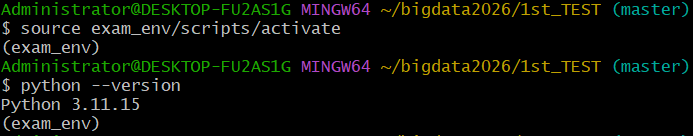 Administrator@DESKTOP-FU2AS1G MINGW64 ~/bigdata2026/1st_TEST (master)
$ source exam_env/scripts/activate
(exam_env)
Administrator@DESKTOP-FU2AS1G MINGW64 ~/bigdata2026/1st_TEST (master)
$ python --version
Python 3.11.15
(exam_env)